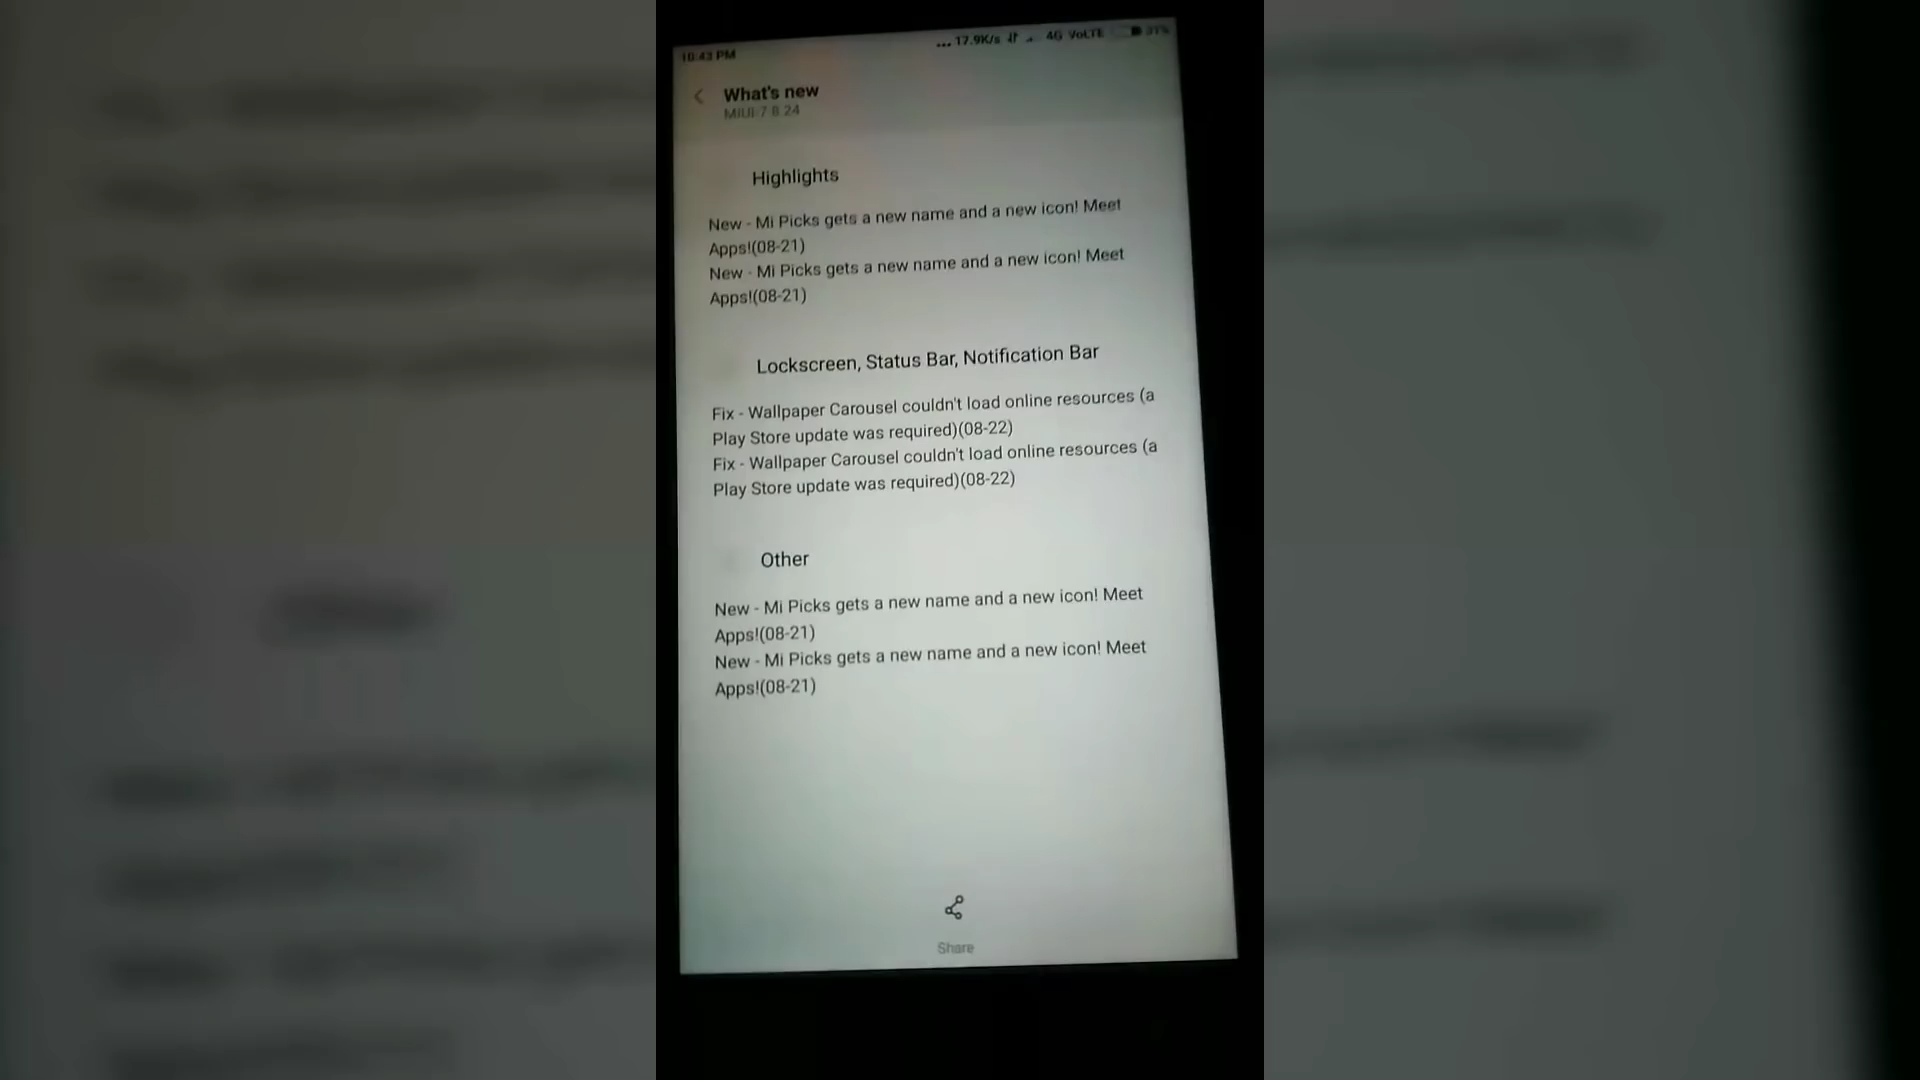 10:43 PM ... 17.9K/s 4G VoLTE 31%
What's new
MIUI 7.8.24
Highlights
New - Mi Picks gets a new name and a new icon! Meet
Apps!(08-21)
New - Mi Picks gets a new name and a new icon! Meet
Apps!(08-21)
Lockscreen, Status Bar, Notification Bar
Fix - Wallpaper Carousel couldn't load online resources (a
Play Store update was required)(08-22)
Fix - Wallpaper Carousel couldn't load online resources (a
Play Store update was required)(08-22)
Other
New - Mi Picks gets a new name and a new icon! Meet
Apps!(08-21)
New - Mi Picks gets a new name and a new icon! Meet
Apps!(08-21)
Share